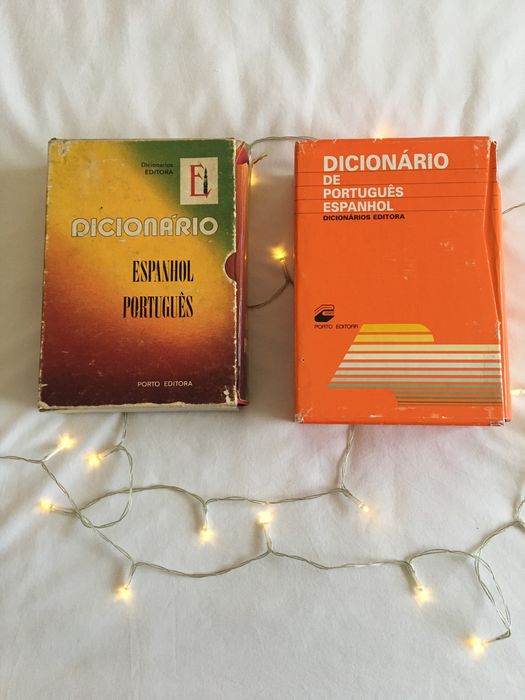 Dicionários
EDITORA
E
DICIONÁRIO
ESPANHOL
PORTUGUÊS
PORTO EDITORA
DICIONÁRIO
DE
PORTUGUÊS
ESPANHOL
DICIONÁRIOS EDITORA
PORTO EDITORA